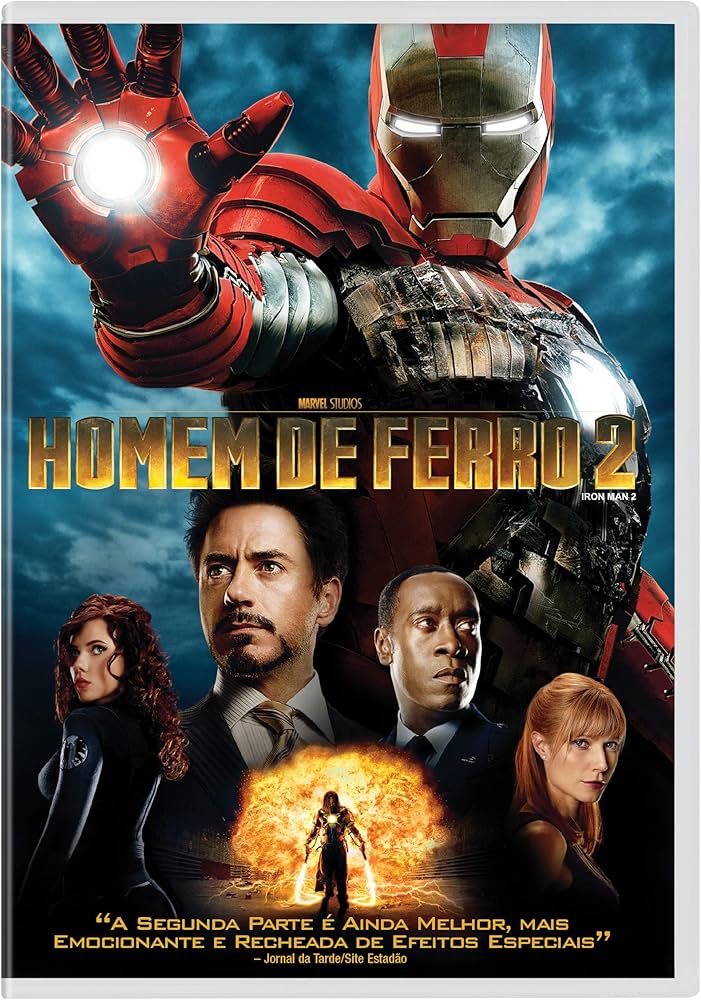 MARVEL STUDIOS
HOMEM DE FERRO 2
IRON MAN 2
“A SEGUNDA PARTE É AINDA MELHOR, MAIS
EMOCIONANTE E RECHEADA DE EFEITOS ESPECIAIS”
– Jornal da Tarde/Site Estadão